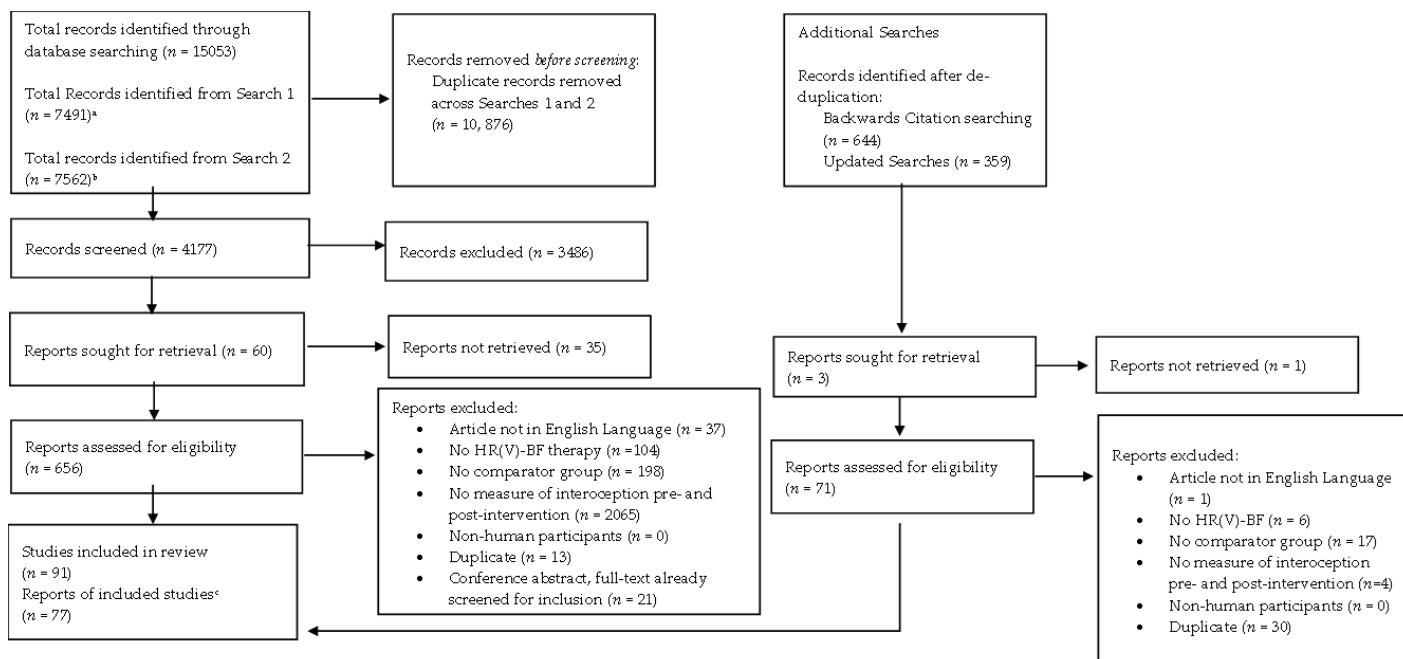 Total records identified through
database searching (n = 15053)
Total Records identified from Search 1
(n = 7491)ᵃ
Total records identified from Search 2
(n = 7562)ᵇ
Records removed before screening:
Duplicate records removed
across Searches 1 and 2
(n = 10, 876)
Additional Searches
Records identified after de-
duplication:
Backwards Citation searching
(n = 644)
Updated Searches (n = 359)
Records screened (n = 4177)
Records excluded (n = 3486)
Reports sought for retrieval (n = 60)
Reports not retrieved (n = 35)
Reports sought for retrieval
(n = 3)
Reports not retrieved (n = 1)
Reports assessed for eligibility
(n = 656)
Reports excluded:
• Article not in English Language (n = 37)
• No HR(V)-BF therapy (n =104)
• No comparator group (n = 198)
• No measure of interoception pre- and
post-intervention (n = 2065)
• Non-human participants (n = 0)
• Duplicate (n = 13)
• Conference abstract, full-text already
screened for inclusion (n = 21)
Reports assessed for eligibility
(n = 71)
Reports excluded:
• Article not in English Language
(n = 1)
• No HR(V)-BF (n = 6)
• No comparator group (n = 17)
• No measure of interoception
pre- and post-intervention (n=4)
• Non-human participants (n = 0)
• Duplicate (n = 30)
Studies included in review
(n = 91)
Reports of included studiesᶜ
(n = 77)